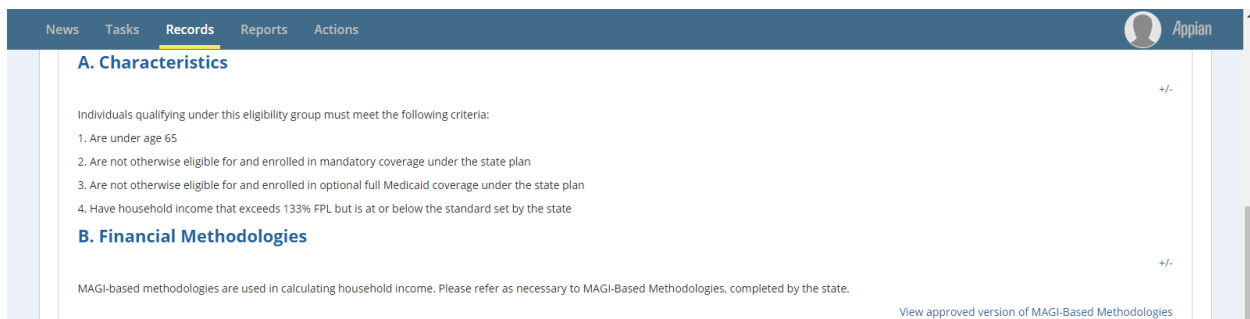 News Tasks Records Reports Actions Appian
A. Characteristics
+/-
Individuals qualifying under this eligibility group must meet the following criteria:
1. Are under age 65
2. Are not otherwise eligible for and enrolled in mandatory coverage under the state plan
3. Are not otherwise eligible for and enrolled in optional full Medicaid coverage under the state plan
4. Have household income that exceeds 133% FPL but is at or below the standard set by the state
B. Financial Methodologies
+/-
MAGI-based methodologies are used in calculating household income. Please refer as necessary to MAGI-Based Methodologies, completed by the state.
View approved version of MAGI-Based Methodologies